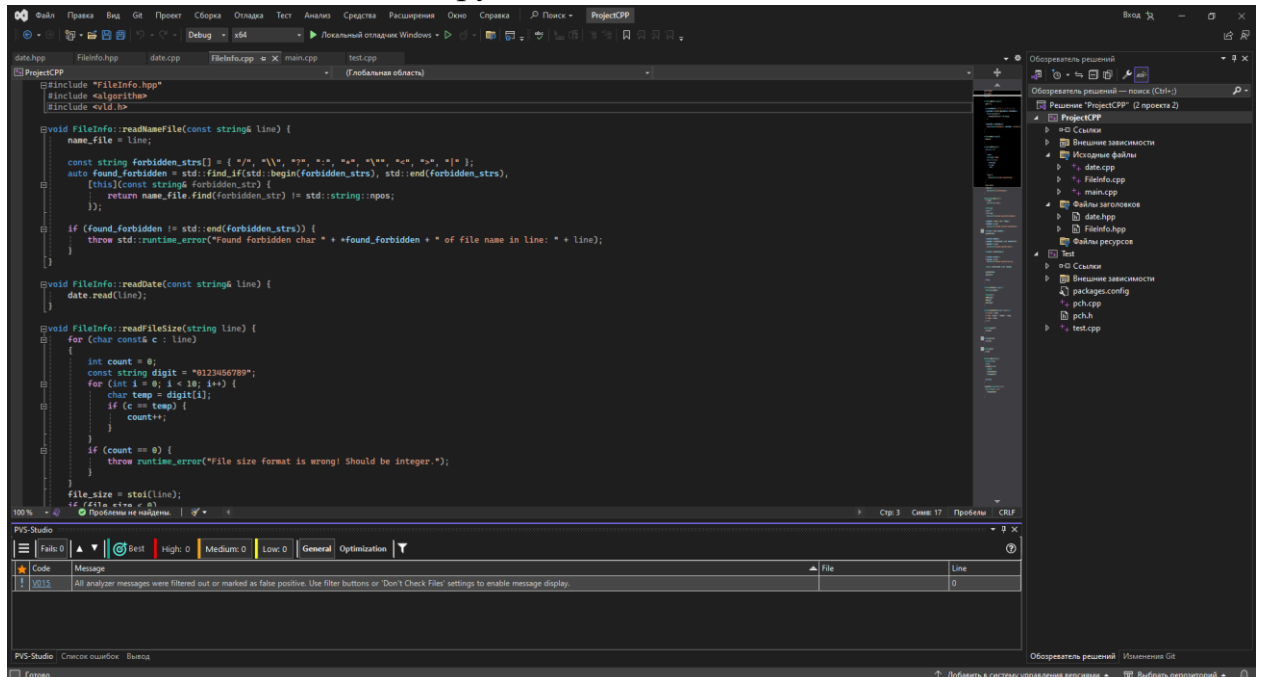 Файл Правка Вид Git Проект Сборка Отладка Тест Анализ Средства Расширения Окно Справка Поиск ProjectCPP Вход
Debug x64 Локальный отладчик Windows
date.hpp FileInfo.hpp date.cpp FileInfo.cpp main.cpp test.cpp
ProjectCPP (Глобальная область)
#include "FileInfo.hpp"
#include <algorithm>
#include <vld.h>
void FileInfo::readNameFile(const string& line) {
name_file = line;
const string forbidden_strs[] = { "/", "\\", "?", ":", "*", "\"", "<", ">", "|" };
auto found_forbidden = std::find_if(std::begin(forbidden_strs), std::end(forbidden_strs),
[this](const string& forbidden_str) {
return name_file.find(forbidden_str) != std::string::npos;
});
if (found_forbidden != std::end(forbidden_strs)) {
throw std::runtime_error("Found forbidden char " + *found_forbidden + " of file name in line: " + line);
}
}
void FileInfo::readDate(const string& line) {
date.read(line);
}
void FileInfo::readFileSize(string line) {
for (char const& c : line)
{
int count = 0;
const string digit = "0123456789";
for (int i = 0; i < 10; i++) {
char temp = digit[i];
if (c == temp) {
count++;
}
}
if (count == 0) {
throw runtime_error("File size format is wrong! Should be integer.");
}
}
file_size = stoi(line);
if (file_size < 0)
100 % Проблемы не найдены. Стр: 3 Симв: 17 Пробелы CRLF
PVS-Studio
Fails: 0 Best High: 0 Medium: 0 Low: 0 General Optimization
Code Message File Line
V015 All analyzer messages were filtered out or marked as false positive. Use filter buttons or 'Don't Check Files' settings to enable message display. 0
PVS-Studio Список ошибок Вывод
Обозреватель решений
Обозреватель решений — поиск (Ctrl+;)
Решение "ProjectCPP" (2 проекта 2)
ProjectCPP
Ссылки
Внешние зависимости
Исходные файлы
date.cpp
FileInfo.cpp
main.cpp
Файлы заголовков
date.hpp
FileInfo.hpp
Файлы ресурсов
Test
Ссылки
Внешние зависимости
packages.config
pch.cpp
pch.h
test.cpp
Обозреватель решений Изменения Git
Готово Добавить в систему управления версиями Выбрать репозиторий